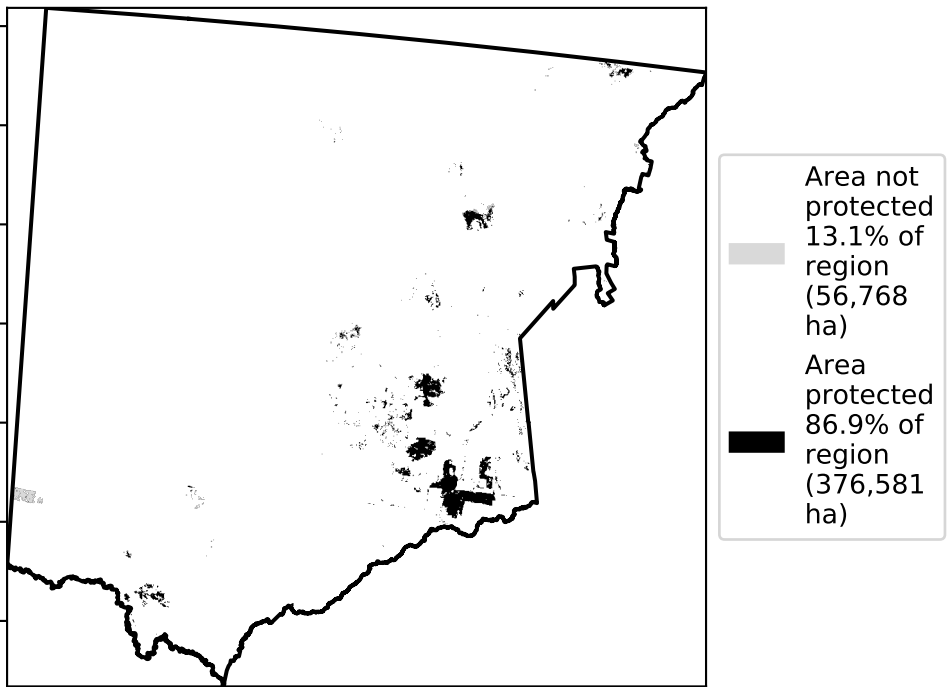 Area not
protected
13.1% of
region
(56,768
ha)
Area
protected
86.9% of
region
(376,581
ha)